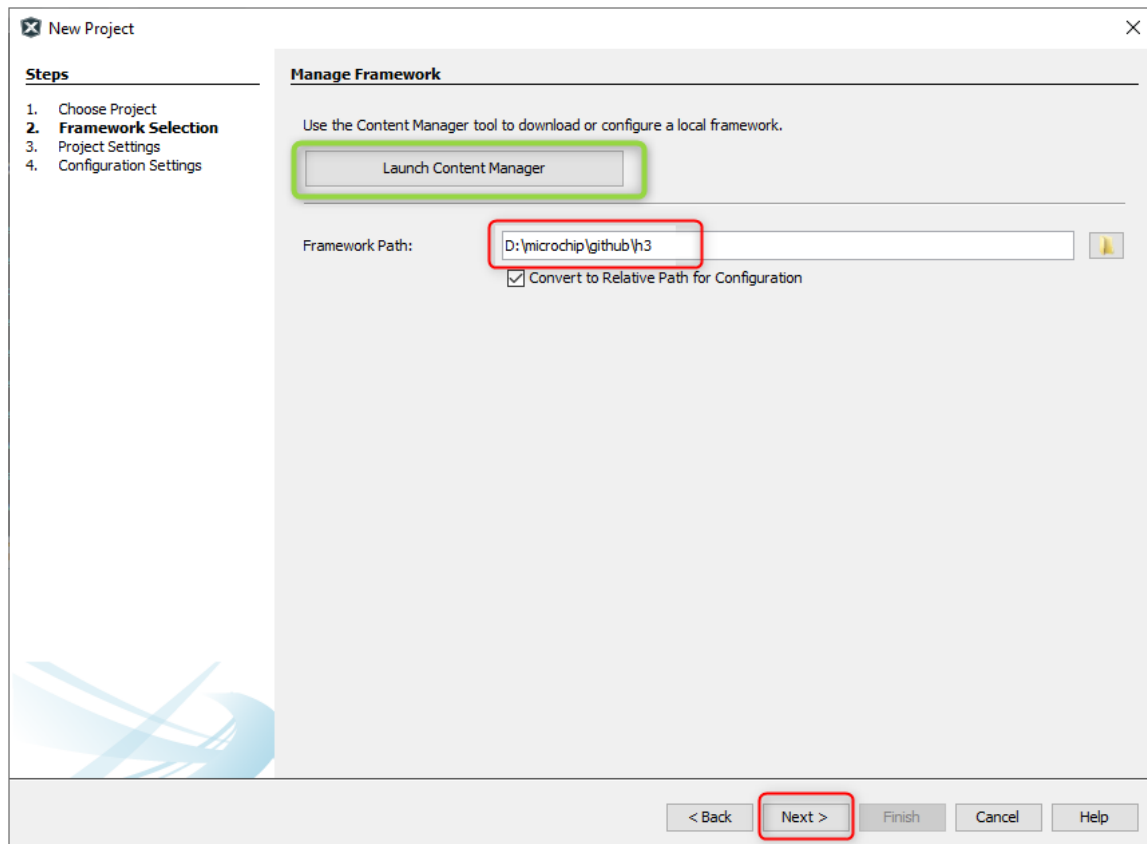 New Project
Steps
1. Choose Project
2. Framework Selection
3. Project Settings
4. Configuration Settings
Manage Framework
Use the Content Manager tool to download or configure a local framework.
Launch Content Manager
Framework Path: D:\microchip\github\h3
Convert to Relative Path for Configuration
< Back Next > Finish Cancel Help